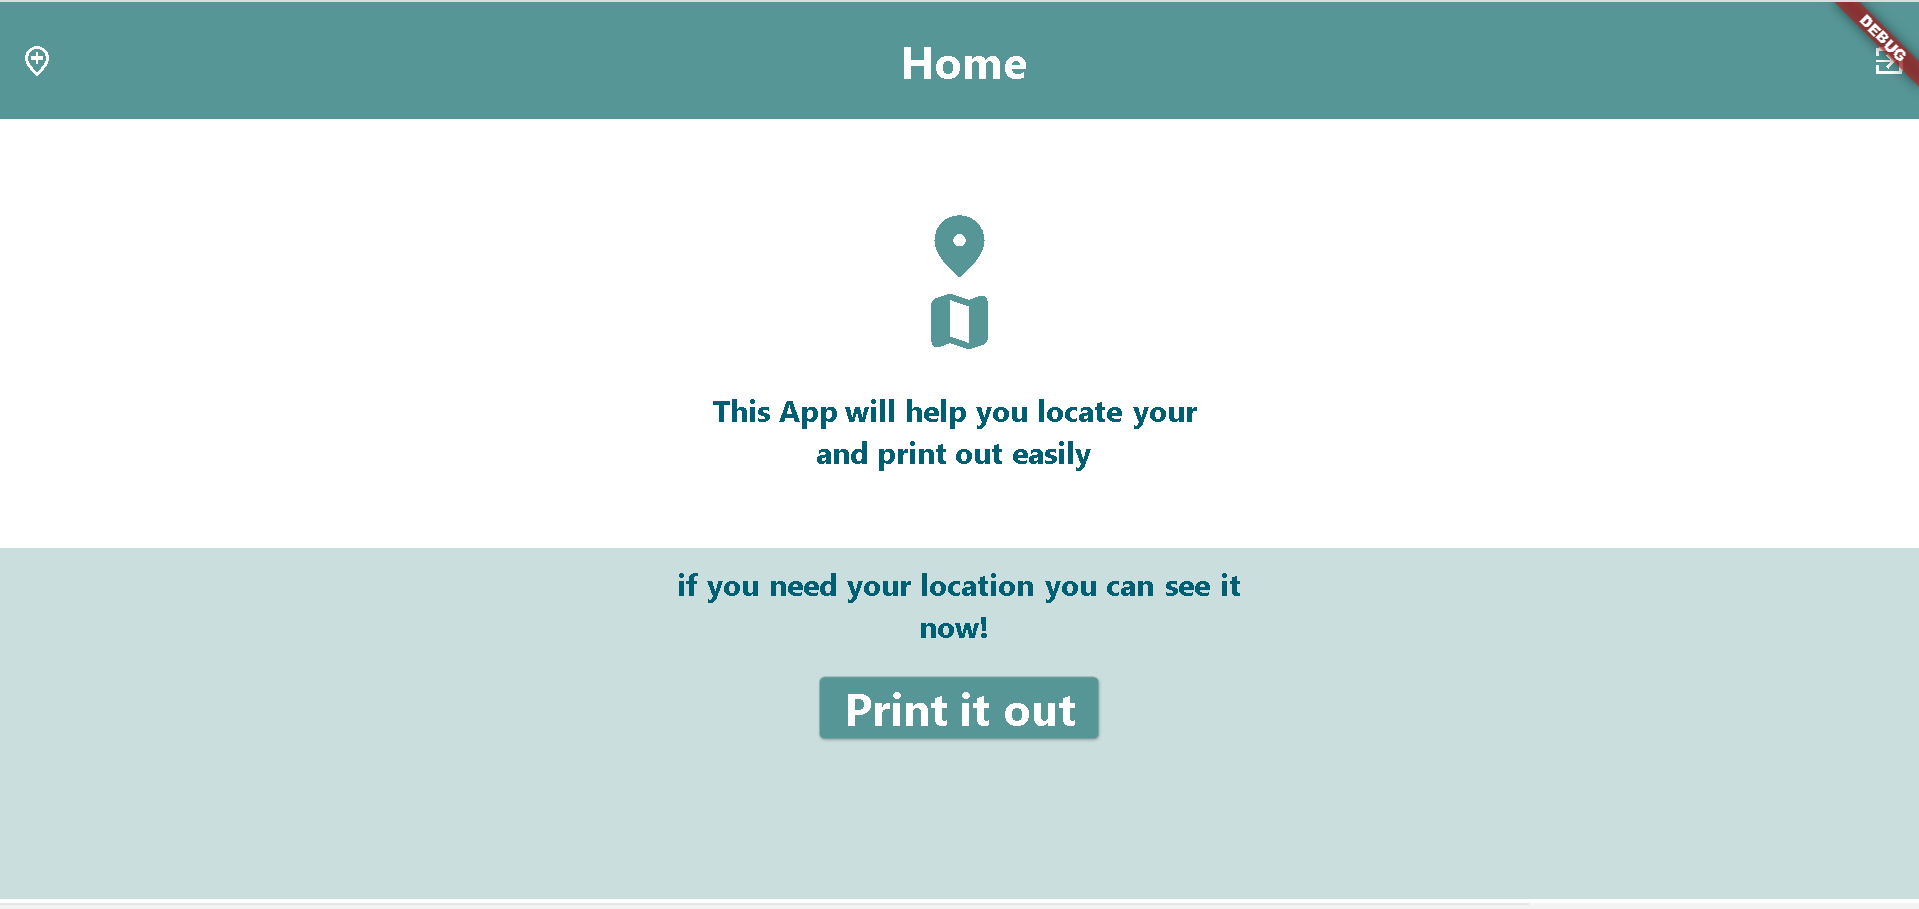 Home
DEBUG
This App will help you locate your
and print out easily
if you need your location you can see it
now!
Print it out